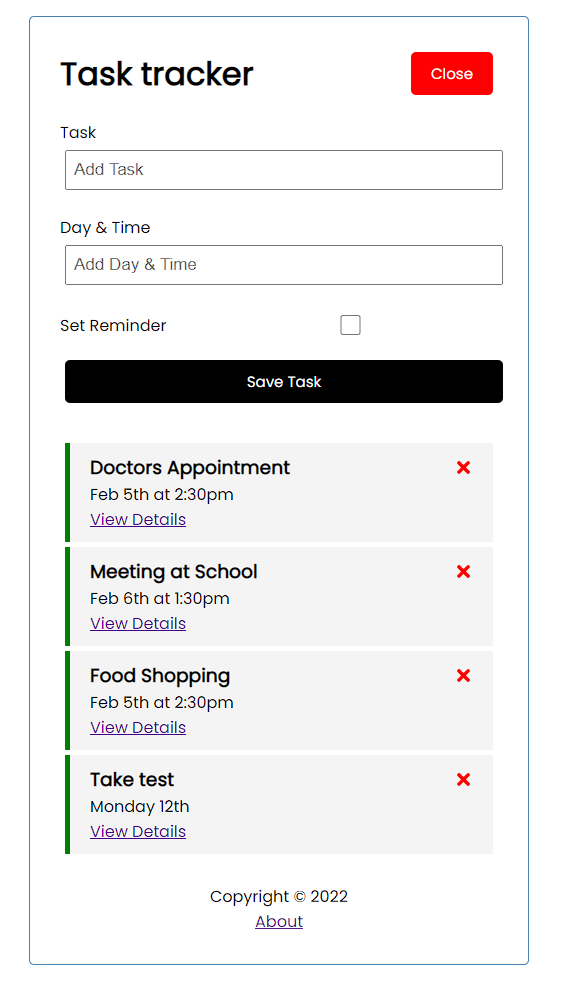 Task tracker
Close
Task
Add Task
Day & Time
Add Day & Time
Set Reminder
Save Task
Doctors Appointment
Feb 5th at 2:30pm
View Details
Meeting at School
Feb 6th at 1:30pm
View Details
Food Shopping
Feb 5th at 2:30pm
View Details
Take test
Monday 12th
View Details
Copyright © 2022
About